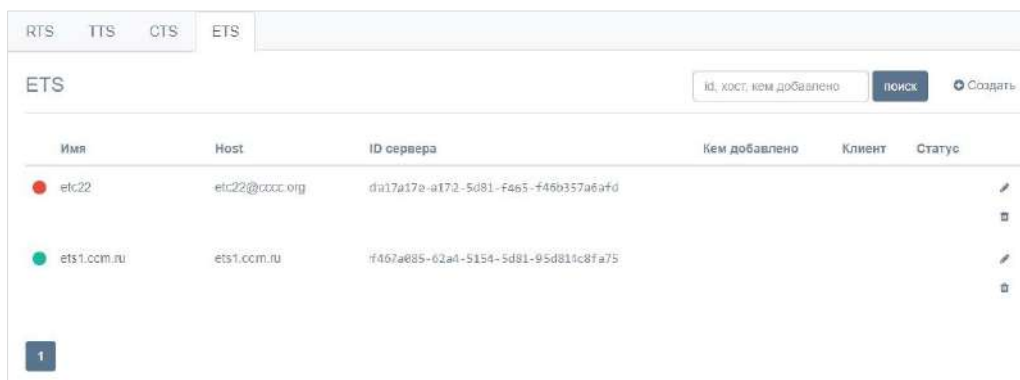 RTS TTS CTS ETS
ETS id, хост, кем добавлено поиск Создать
Имя Host ID сервера Кем добавлено Клиент Статус
etc22 etc22@cccc.org da17a17e-a172-5d81-f465-f46b357a6afd
ets1.ccm.ru ets1.ccm.ru f467a085-62a4-5154-5d81-95d814c8fa75
1